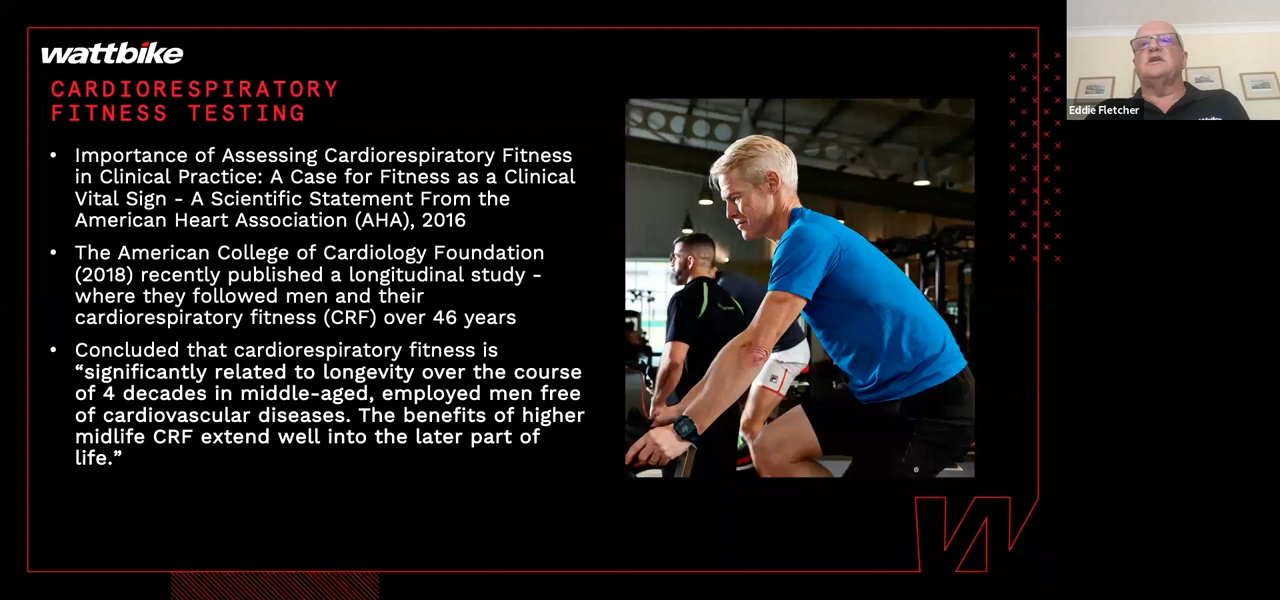 wattbike
CARDIORESPIRATORY
FITNESS TESTING
• Importance of Assessing Cardiorespiratory Fitness
in Clinical Practice: A Case for Fitness as a Clinical
Vital Sign - A Scientific Statement From the
American Heart Association (AHA), 2016
• The American College of Cardiology Foundation
(2018) recently published a longitudinal study -
where they followed men and their
cardiorespiratory fitness (CRF) over 46 years
• Concluded that cardiorespiratory fitness is
“significantly related to longevity over the course
of 4 decades in middle-aged, employed men free
of cardiovascular diseases. The benefits of higher
midlife CRF extend well into the later part of
life.”
Eddie Fletcher